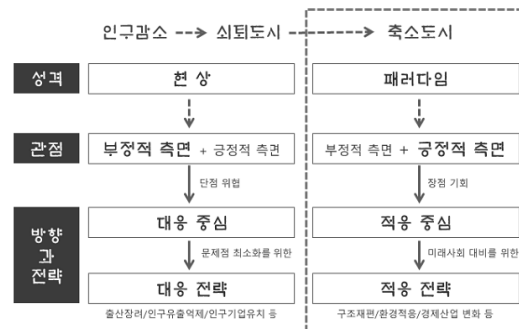 인구감소 쇠퇴도시 축소도시
성격 현 상 패러다임
관점 부정적 측면 + 긍정적 측면 부정적 측면 + 긍정적 측면
단점 위협 장점 기회
방향과 전략
대응 중심 적응 중심
문제점 최소화를 위한 미래사회 대비를 위한
대응 전략 적응 전략
출산장려/인구유출억제/인구기업유치 등 구조재편/환경적응/경제산업 변화 등